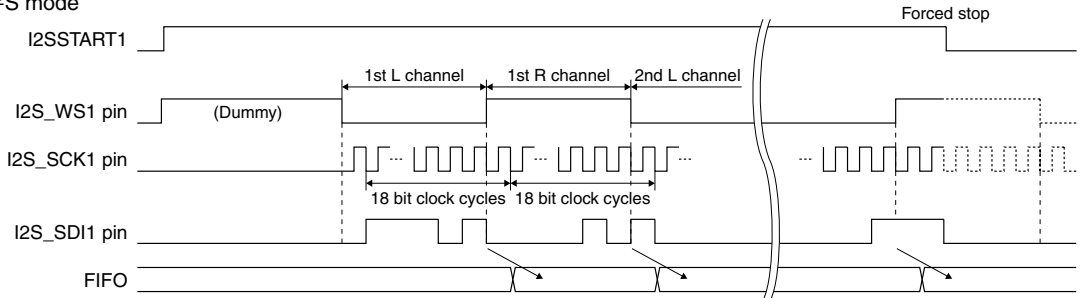 S mode
Forced stop
I2SSTART1
1st L channel
1st R channel
2nd L channel
I2S_WS1 pin
(Dummy)
I2S_SCK1 pin
18 bit clock cycles
18 bit clock cycles
I2S_SDI1 pin
FIFO